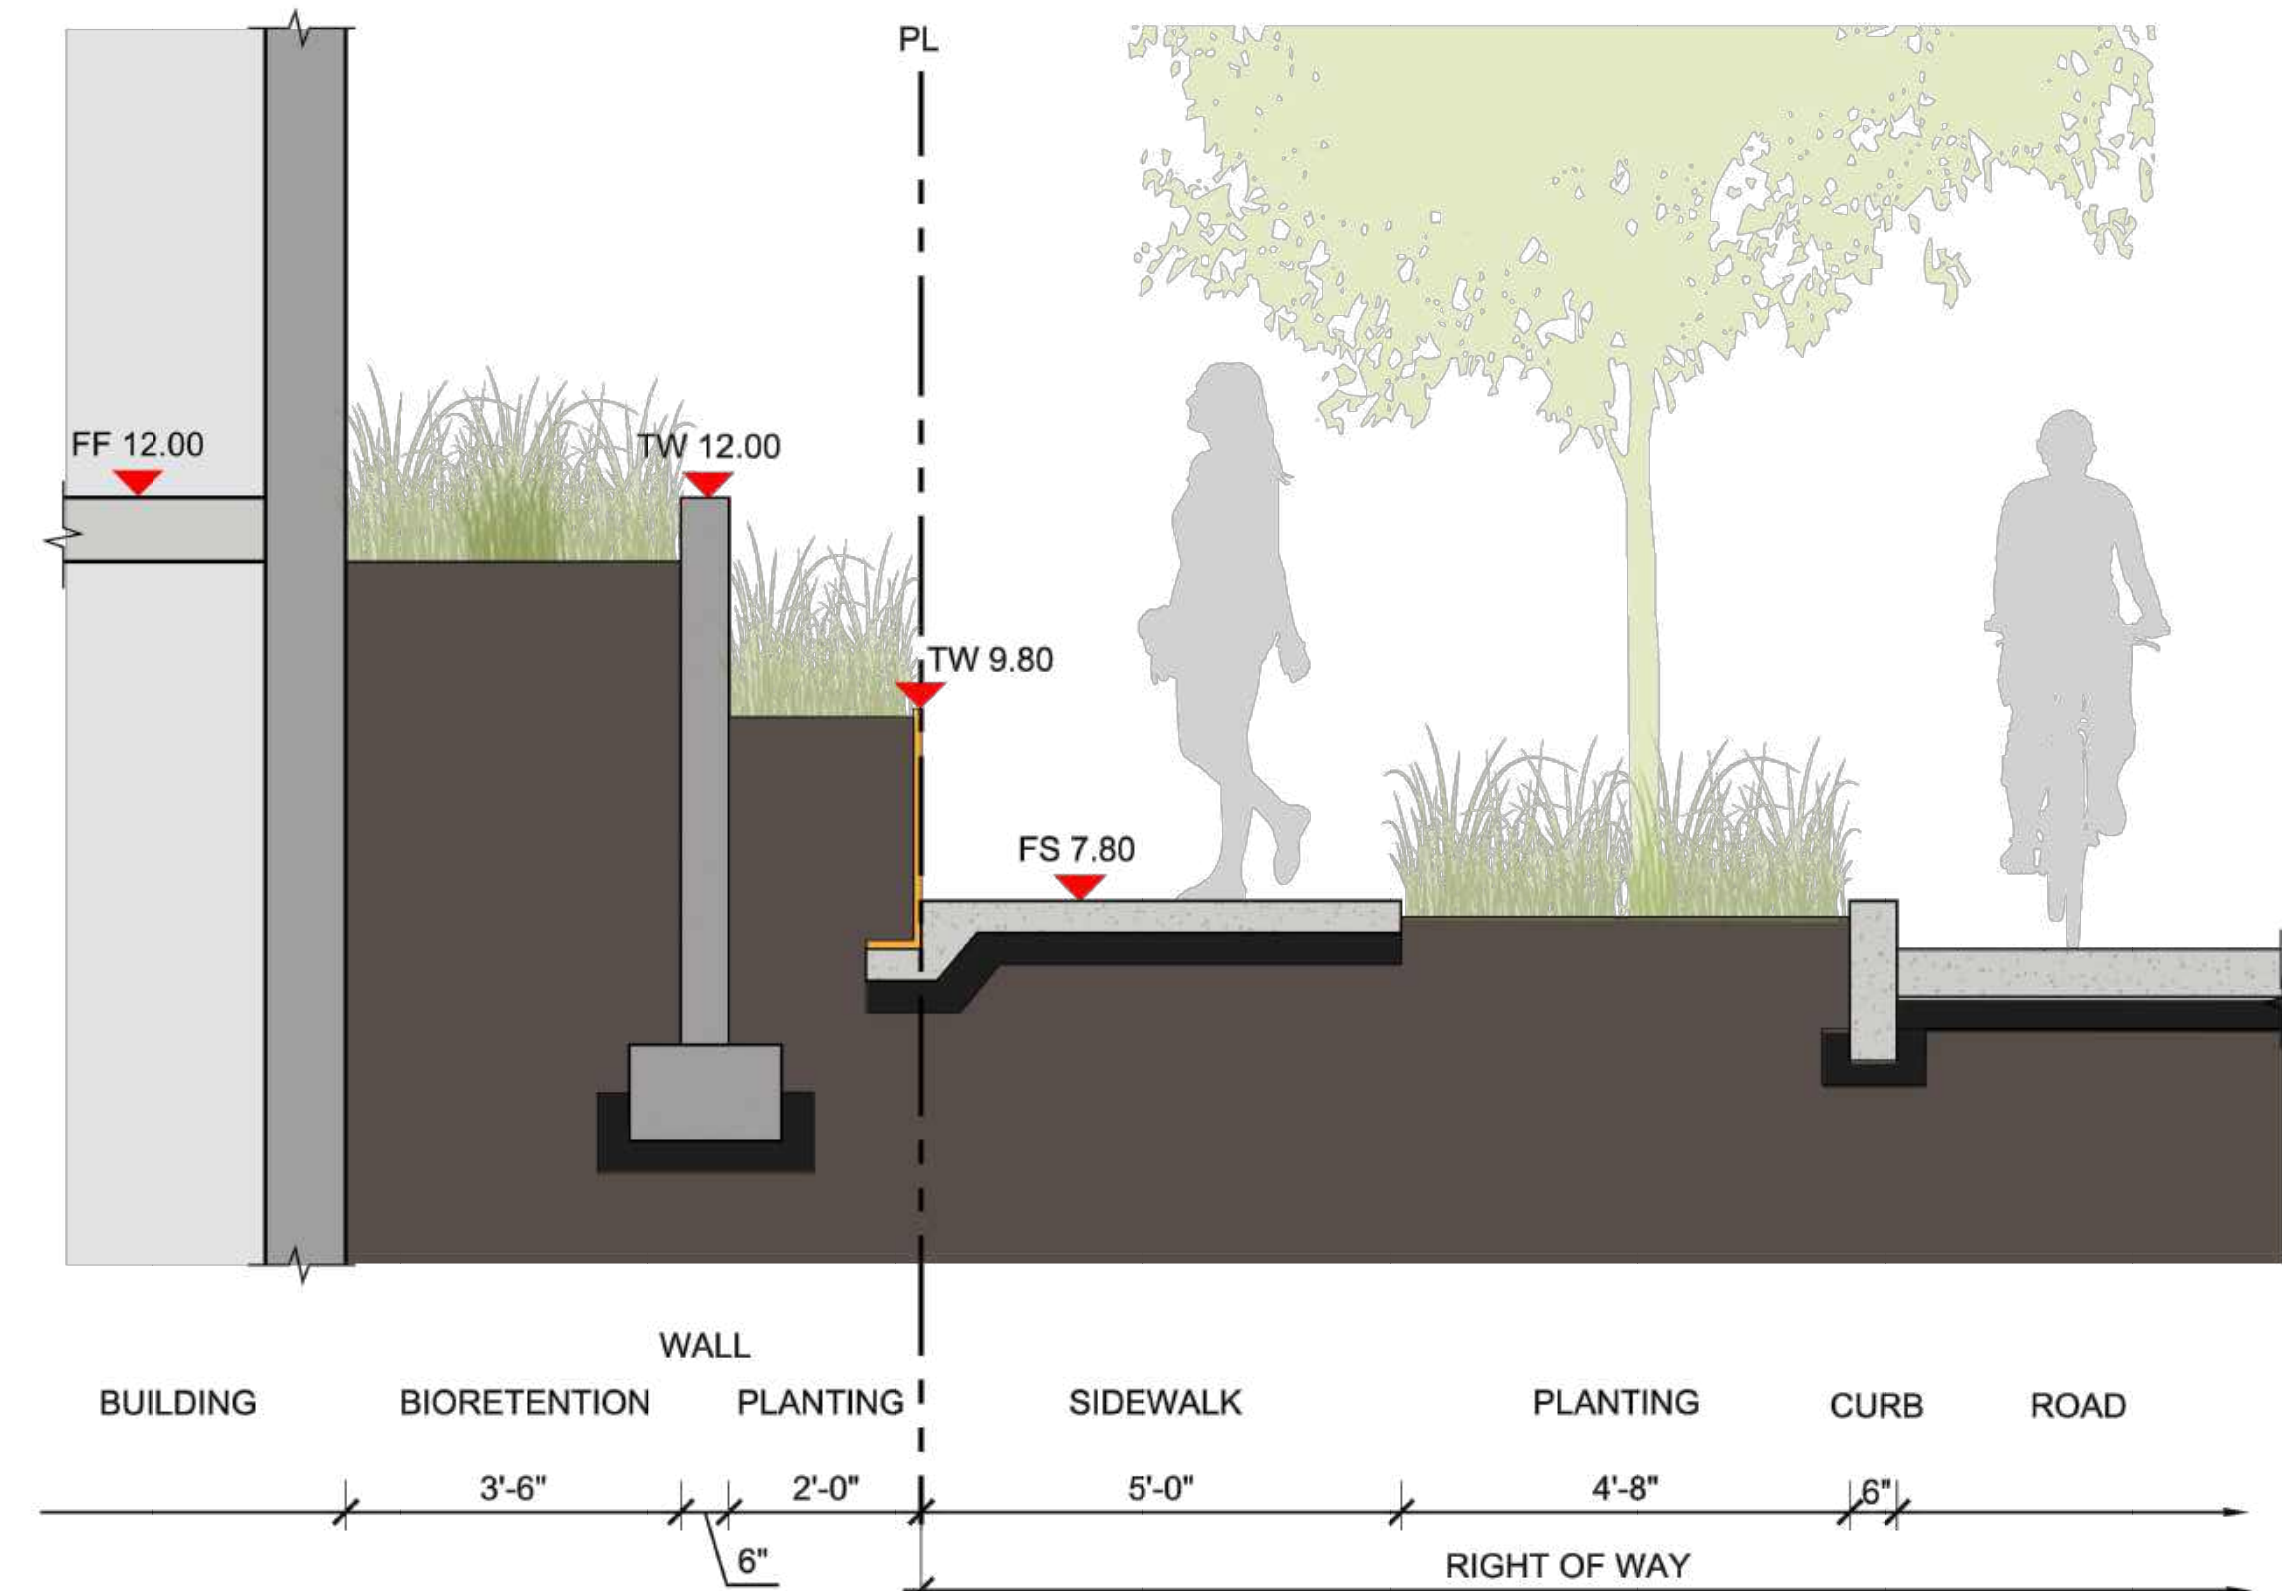 PL
FF 12.00
TW 12.00
TW 9.80
FS 7.80
WALL
BUILDING
BIORETENTION
PLANTING
SIDEWALK
PLANTING
CURB
ROAD
3'-6"
2'-0"
5'-0"
4'-8"
6"
6"
RIGHT OF WAY